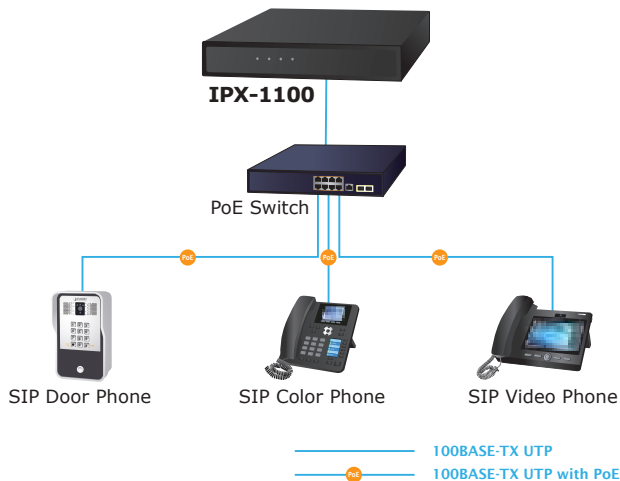 IPX-1100
PoE Switch
PoE
PoE
PoE
SIP Door Phone
SIP Color Phone
SIP Video Phone
100BASE-TX UTP
PoE
100BASE-TX UTP with PoE